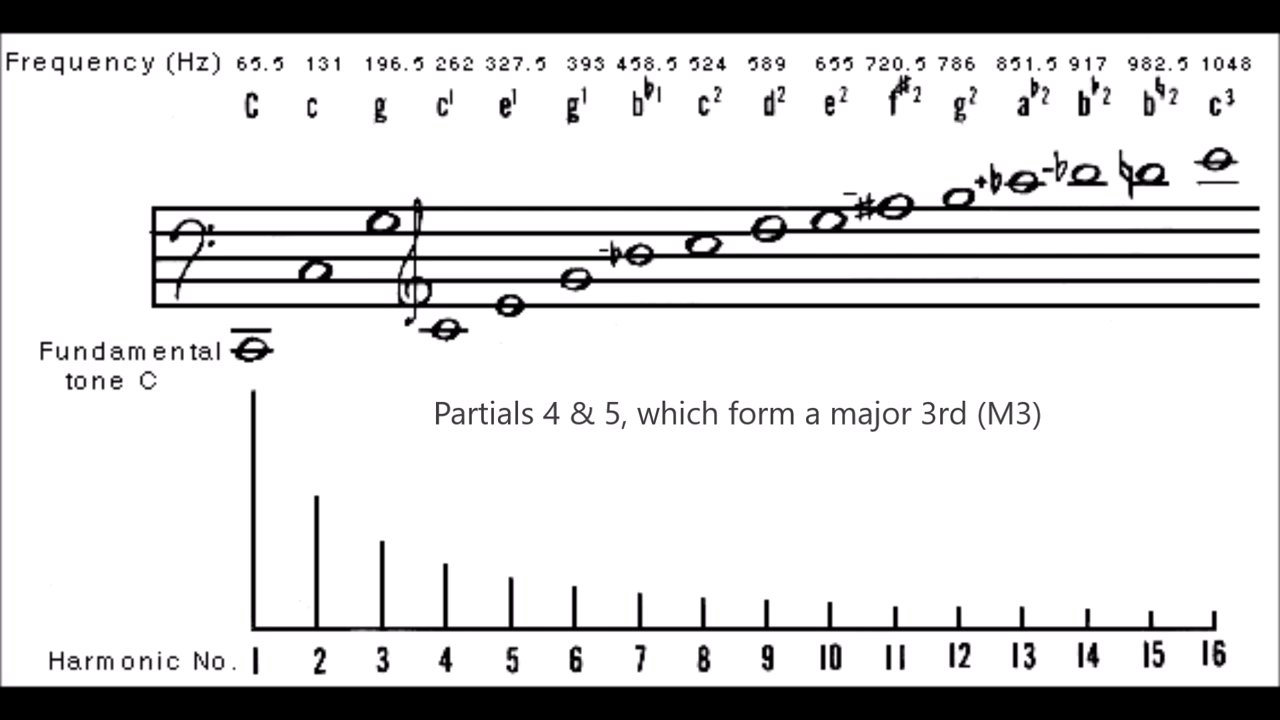 Frequency (Hz) 65.5 131 196.5 262 327.5 393 458.5 524 589 655 720.5 786 851.5 917 982.5 1048
C c g c¹ e¹ g¹ b♭¹ c² d² e² f♯² g² a♭² b♭² b♮² c³
Fundamental
tone C
Partials 4 & 5, which form a major 3rd (M3)
Harmonic No. 1 2 3 4 5 6 7 8 9 10 11 12 13 14 15 16